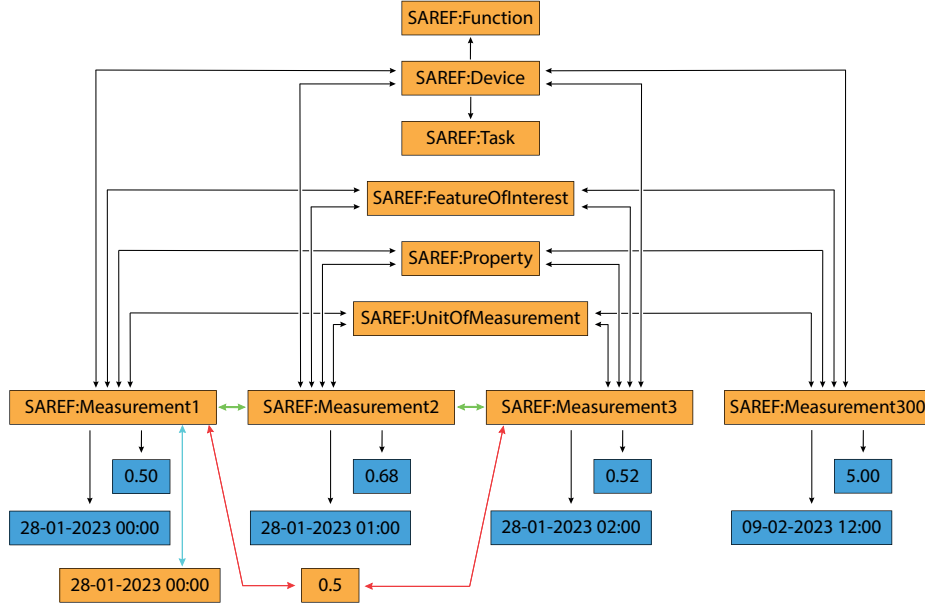 SAREF:Function
SAREF:Device
SAREF:Task
SAREF:FeatureOfInterest
SAREF:Property
SAREF:UnitOfMeasurement
SAREF:Measurement1
SAREF:Measurement2
SAREF:Measurement3
SAREF:Measurement300
0.50
0.68
0.52
5.00
28-01-2023 00:00
28-01-2023 01:00
28-01-2023 02:00
09-02-2023 12:00
28-01-2023 00:00
0.5